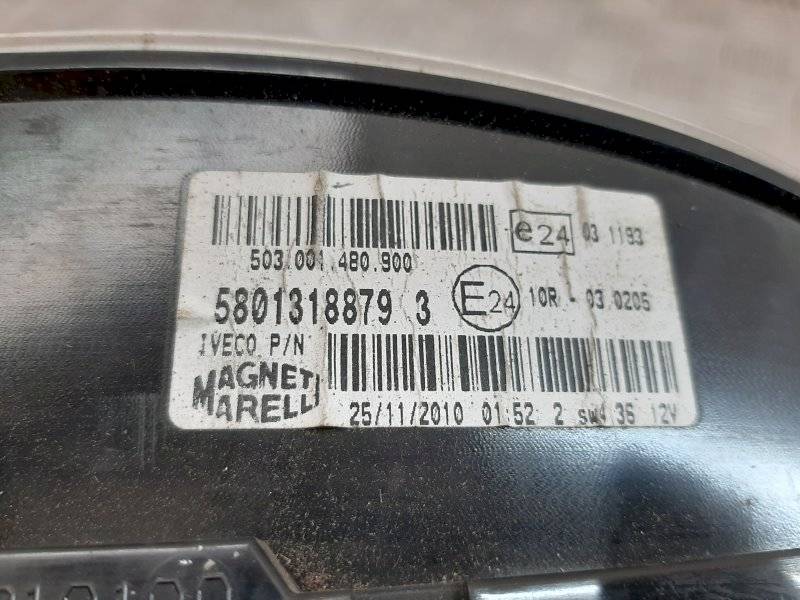 e24 03 1193
503.001.480.900
5801318879 3 E24 10R - 03.0205
IVECO P/N
MAGNETI
MARELLI
25/11/2010 01:52 2 sw4.36 12V